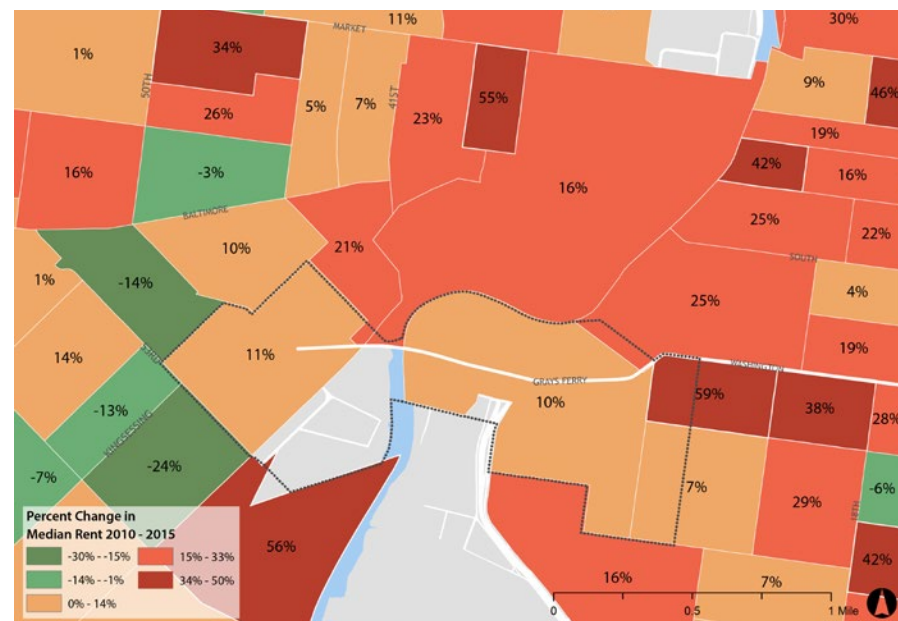 11%
30%
MARKET
34%
1%
9%
50TH
55%
46%
41ST
5%
7%
26%
23%
19%
42%
16%
-3%
16%
16%
BALTIMORE
25%
22%
10%
21%
SOUTH
1%
-14%
4%
25%
11%
14%
19%
WASHINGTON
GRAYS FERRY
59%
10%
38%
-13%
28%
KINGSESSING
-24%
-7%
7%
-6%
29%
18TH
56%
42%
16%
7%
Percent Change in
Median Rent 2010 - 2015
-30% - -15%
15% - 33%
-14% - -1%
34% - 50%
0% - 14%
0
0.5
1 Mile